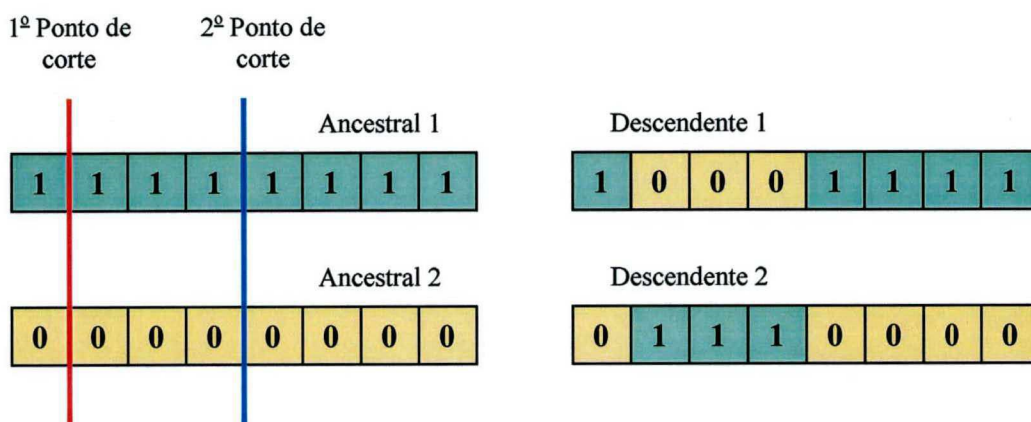 1º Ponto de
corte
2º Ponto de
corte
Ancestral 1
Descendente 1
1 1 1 1 1 1 1 1
1 0 0 0 1 1 1 1
Ancestral 2
Descendente 2
0 0 0 0 0 0 0 0
0 1 1 1 0 0 0 0